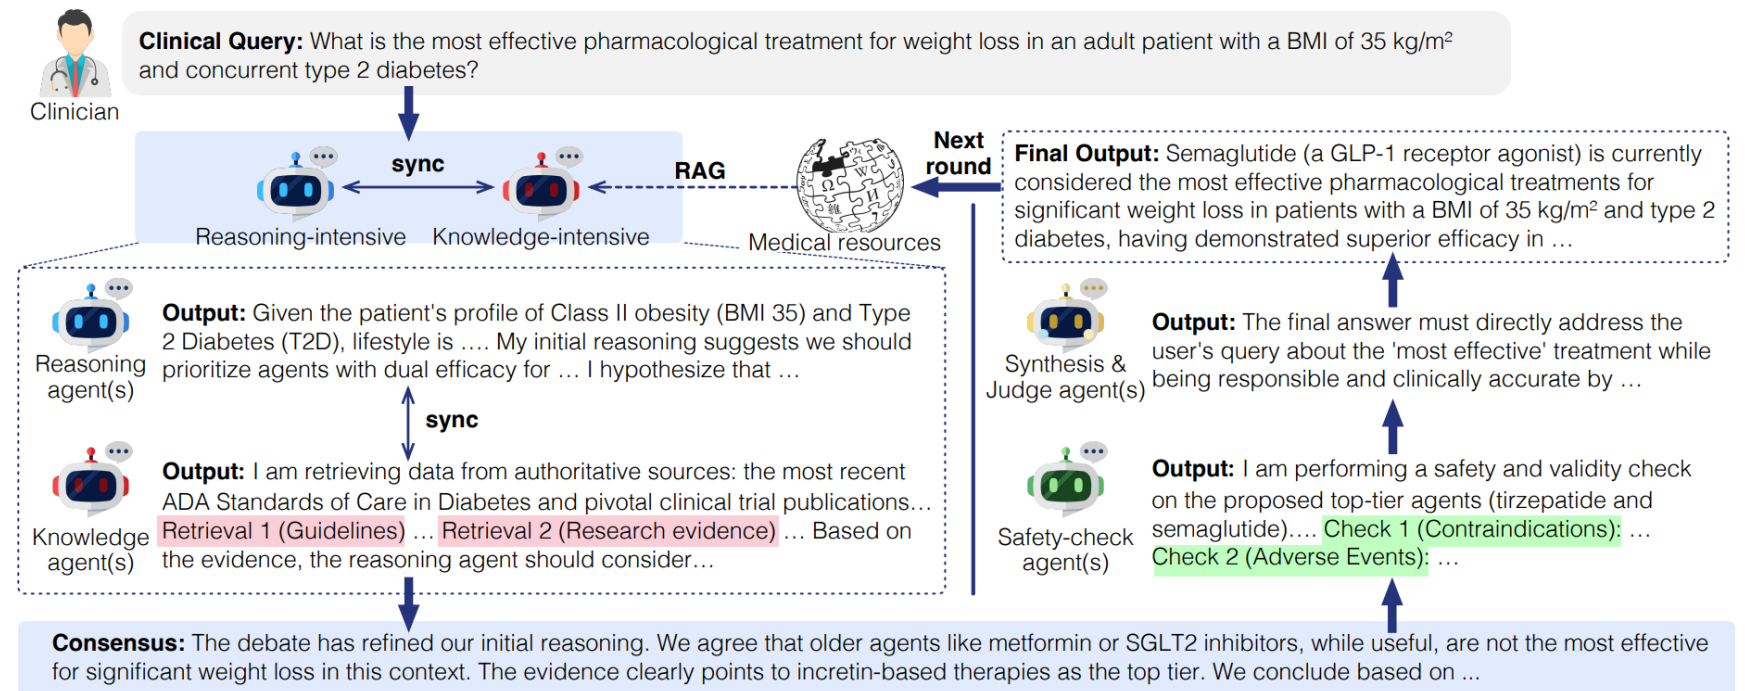 Clinical Query: What is the most effective pharmacological treatment for weight loss in an adult patient with a BMI of 35 kg/m²
and concurrent type 2 diabetes?
Clinician
sync
RAG
Reasoning-intensive
Knowledge-intensive
Medical resources
Next
round
Reasoning
agent(s)
Output: Given the patient's profile of Class II obesity (BMI 35) and Type
2 Diabetes (T2D), lifestyle is .... My initial reasoning suggests we should
prioritize agents with dual efficacy for ... I hypothesize that ...
sync
Knowledge
agent(s)
Output: I am retrieving data from authoritative sources: the most recent
ADA Standards of Care in Diabetes and pivotal clinical trial publications...
Retrieval 1 (Guidelines) ... Retrieval 2 (Research evidence) ... Based on
the evidence, the reasoning agent should consider...
Consensus: The debate has refined our initial reasoning. We agree that older agents like metformin or SGLT2 inhibitors, while useful, are not the most effective
for significant weight loss in this context. The evidence clearly points to incretin-based therapies as the top tier. We conclude based on ...
Safety-check
agent(s)
Output: I am performing a safety and validity check
on the proposed top-tier agents (tirzepatide and
semaglutide).... Check 1 (Contraindications): ...
Check 2 (Adverse Events): ...
Synthesis &
Judge agent(s)
Output: The final answer must directly address the
user's query about the 'most effective' treatment while
being responsible and clinically accurate by ...
Final Output: Semaglutide (a GLP-1 receptor agonist) is currently
considered the most effective pharmacological treatments for
significant weight loss in patients with a BMI of 35 kg/m² and type 2
diabetes, having demonstrated superior efficacy in ...